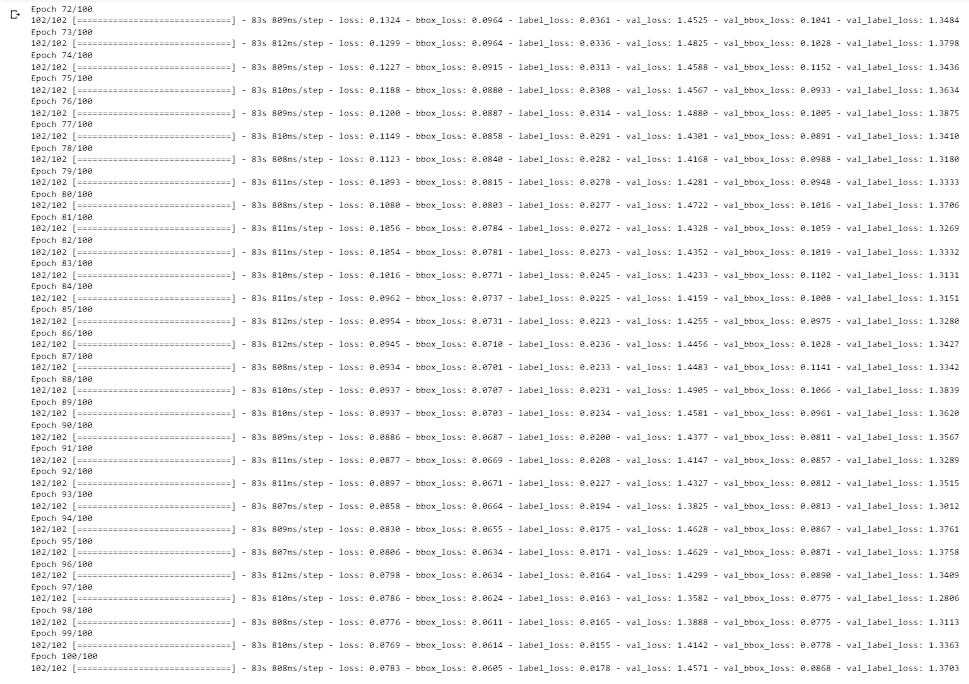 Epoch 72/100
102/102 [==============================] - 83s 809ms/step - loss: 0.1324 - bbox_loss: 0.0964 - label_loss: 0.0361 - val_loss: 1.4525 - val_bbox_loss: 0.1041 - val_label_loss: 1.3484
Epoch 73/100
102/102 [==============================] - 83s 812ms/step - loss: 0.1299 - bbox_loss: 0.0964 - label_loss: 0.0336 - val_loss: 1.4825 - val_bbox_loss: 0.1028 - val_label_loss: 1.3798
Epoch 74/100
102/102 [==============================] - 83s 809ms/step - loss: 0.1227 - bbox_loss: 0.0915 - label_loss: 0.0313 - val_loss: 1.4588 - val_bbox_loss: 0.1152 - val_label_loss: 1.3436
Epoch 75/100
102/102 [==============================] - 83s 810ms/step - loss: 0.1188 - bbox_loss: 0.0880 - label_loss: 0.0308 - val_loss: 1.4567 - val_bbox_loss: 0.0933 - val_label_loss: 1.3634
Epoch 76/100
102/102 [==============================] - 83s 809ms/step - loss: 0.1200 - bbox_loss: 0.0887 - label_loss: 0.0314 - val_loss: 1.4880 - val_bbox_loss: 0.1005 - val_label_loss: 1.3875
Epoch 77/100
102/102 [==============================] - 83s 810ms/step - loss: 0.1149 - bbox_loss: 0.0858 - label_loss: 0.0291 - val_loss: 1.4301 - val_bbox_loss: 0.0891 - val_label_loss: 1.3410
Epoch 78/100
102/102 [==============================] - 83s 808ms/step - loss: 0.1123 - bbox_loss: 0.0840 - label_loss: 0.0282 - val_loss: 1.4168 - val_bbox_loss: 0.0988 - val_label_loss: 1.3180
Epoch 79/100
102/102 [==============================] - 83s 811ms/step - loss: 0.1093 - bbox_loss: 0.0815 - label_loss: 0.0278 - val_loss: 1.4281 - val_bbox_loss: 0.0948 - val_label_loss: 1.3333
Epoch 80/100
102/102 [==============================] - 83s 808ms/step - loss: 0.1080 - bbox_loss: 0.0803 - label_loss: 0.0277 - val_loss: 1.4722 - val_bbox_loss: 0.1016 - val_label_loss: 1.3706
Epoch 81/100
102/102 [==============================] - 83s 811ms/step - loss: 0.1056 - bbox_loss: 0.0784 - label_loss: 0.0272 - val_loss: 1.4328 - val_bbox_loss: 0.1059 - val_label_loss: 1.3269
Epoch 82/100
102/102 [==============================] - 83s 811ms/step - loss: 0.1054 - bbox_loss: 0.0781 - label_loss: 0.0273 - val_loss: 1.4352 - val_bbox_loss: 0.1019 - val_label_loss: 1.3332
Epoch 83/100
102/102 [==============================] - 83s 810ms/step - loss: 0.1016 - bbox_loss: 0.0771 - label_loss: 0.0245 - val_loss: 1.4233 - val_bbox_loss: 0.1102 - val_label_loss: 1.3131
Epoch 84/100
102/102 [==============================] - 83s 811ms/step - loss: 0.0962 - bbox_loss: 0.0737 - label_loss: 0.0225 - val_loss: 1.4159 - val_bbox_loss: 0.1008 - val_label_loss: 1.3151
Epoch 85/100
102/102 [==============================] - 83s 812ms/step - loss: 0.0954 - bbox_loss: 0.0731 - label_loss: 0.0223 - val_loss: 1.4255 - val_bbox_loss: 0.0975 - val_label_loss: 1.3280
Epoch 86/100
102/102 [==============================] - 83s 812ms/step - loss: 0.0945 - bbox_loss: 0.0710 - label_loss: 0.0236 - val_loss: 1.4456 - val_bbox_loss: 0.1028 - val_label_loss: 1.3427
Epoch 87/100
102/102 [==============================] - 83s 808ms/step - loss: 0.0934 - bbox_loss: 0.0701 - label_loss: 0.0233 - val_loss: 1.4483 - val_bbox_loss: 0.1141 - val_label_loss: 1.3342
Epoch 88/100
102/102 [==============================] - 83s 810ms/step - loss: 0.0937 - bbox_loss: 0.0707 - label_loss: 0.0231 - val_loss: 1.4905 - val_bbox_loss: 0.1066 - val_label_loss: 1.3839
Epoch 89/100
102/102 [==============================] - 83s 810ms/step - loss: 0.0937 - bbox_loss: 0.0703 - label_loss: 0.0234 - val_loss: 1.4581 - val_bbox_loss: 0.0961 - val_label_loss: 1.3620
Epoch 90/100
102/102 [==============================] - 83s 809ms/step - loss: 0.0886 - bbox_loss: 0.0687 - label_loss: 0.0200 - val_loss: 1.4377 - val_bbox_loss: 0.0811 - val_label_loss: 1.3567
Epoch 91/100
102/102 [==============================] - 83s 811ms/step - loss: 0.0877 - bbox_loss: 0.0669 - label_loss: 0.0208 - val_loss: 1.4147 - val_bbox_loss: 0.0857 - val_label_loss: 1.3289
Epoch 92/100
102/102 [==============================] - 83s 811ms/step - loss: 0.0897 - bbox_loss: 0.0671 - label_loss: 0.0227 - val_loss: 1.4327 - val_bbox_loss: 0.0812 - val_label_loss: 1.3515
Epoch 93/100
102/102 [==============================] - 83s 807ms/step - loss: 0.0858 - bbox_loss: 0.0664 - label_loss: 0.0194 - val_loss: 1.3825 - val_bbox_loss: 0.0813 - val_label_loss: 1.3012
Epoch 94/100
102/102 [==============================] - 83s 809ms/step - loss: 0.0830 - bbox_loss: 0.0655 - label_loss: 0.0175 - val_loss: 1.4628 - val_bbox_loss: 0.0867 - val_label_loss: 1.3761
Epoch 95/100
102/102 [==============================] - 83s 807ms/step - loss: 0.0806 - bbox_loss: 0.0634 - label_loss: 0.0171 - val_loss: 1.4629 - val_bbox_loss: 0.0871 - val_label_loss: 1.3758
Epoch 96/100
102/102 [==============================] - 83s 812ms/step - loss: 0.0798 - bbox_loss: 0.0634 - label_loss: 0.0164 - val_loss: 1.4299 - val_bbox_loss: 0.0890 - val_label_loss: 1.3409
Epoch 97/100
102/102 [==============================] - 83s 810ms/step - loss: 0.0786 - bbox_loss: 0.0624 - label_loss: 0.0163 - val_loss: 1.3582 - val_bbox_loss: 0.0775 - val_label_loss: 1.2806
Epoch 98/100
102/102 [==============================] - 83s 808ms/step - loss: 0.0776 - bbox_loss: 0.0611 - label_loss: 0.0165 - val_loss: 1.3888 - val_bbox_loss: 0.0775 - val_label_loss: 1.3113
Epoch 99/100
102/102 [==============================] - 83s 810ms/step - loss: 0.0769 - bbox_loss: 0.0614 - label_loss: 0.0155 - val_loss: 1.4142 - val_bbox_loss: 0.0778 - val_label_loss: 1.3363
Epoch 100/100
102/102 [==============================] - 83s 808ms/step - loss: 0.0783 - bbox_loss: 0.0605 - label_loss: 0.0178 - val_loss: 1.4571 - val_bbox_loss: 0.0868 - val_label_loss: 1.3703